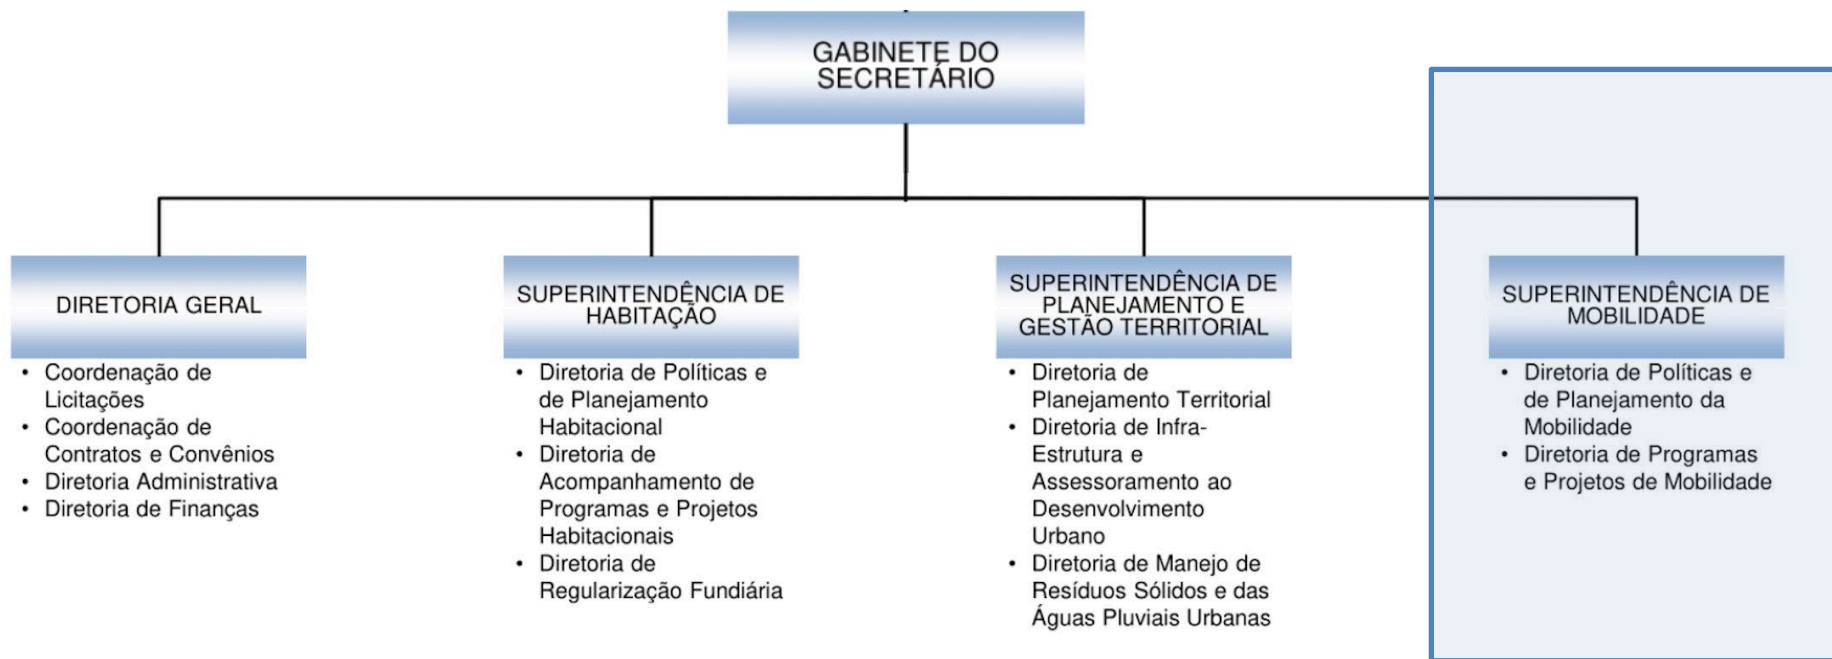 GABINETE DO
SECRETÁRIO
DIRETORIA GERAL
• Coordenação de
Licitações
• Coordenação de
Contratos e Convênios
• Diretoria Administrativa
• Diretoria de Finanças
SUPERINTENDÊNCIA DE
HABITAÇÃO
• Diretoria de Políticas e
de Planejamento
Habitacional
• Diretoria de
Acompanhamento de
Programas e Projetos
Habitacionais
• Diretoria de
Regularização Fundiária
SUPERINTENDÊNCIA DE
PLANEJAMENTO E
GESTÃO TERRITORIAL
• Diretoria de
Planejamento Territorial
• Diretoria de Infra-
Estrutura e
Assessoramento ao
Desenvolvimento
Urbano
• Diretoria de Manejo de
Resíduos Sólidos e das
Águas Pluviais Urbanas
SUPERINTENDÊNCIA DE
MOBILIDADE
• Diretoria de Políticas e
de Planejamento da
Mobilidade
• Diretoria de Programas
e Projetos de Mobilidade